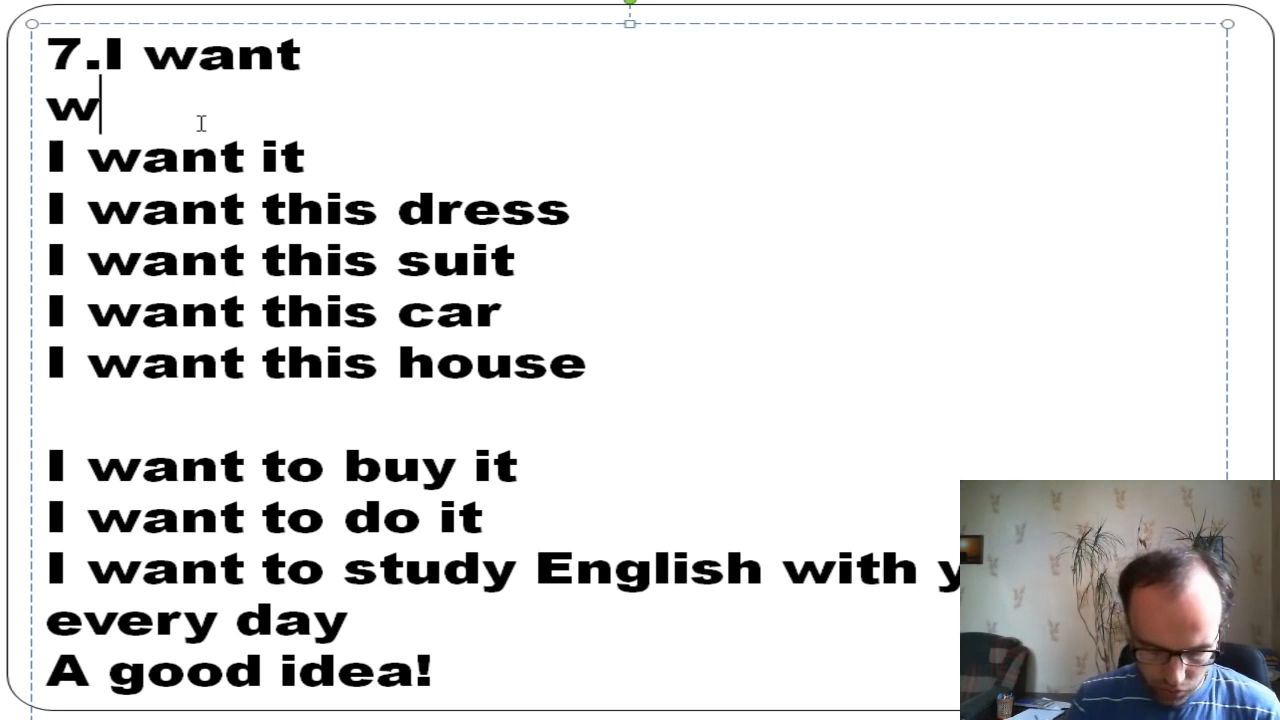 7.I want
w
I want it
I want this dress
I want this suit
I want this car
I want this house
I want to buy it
I want to do it
I want to study English with
every day
A good idea!